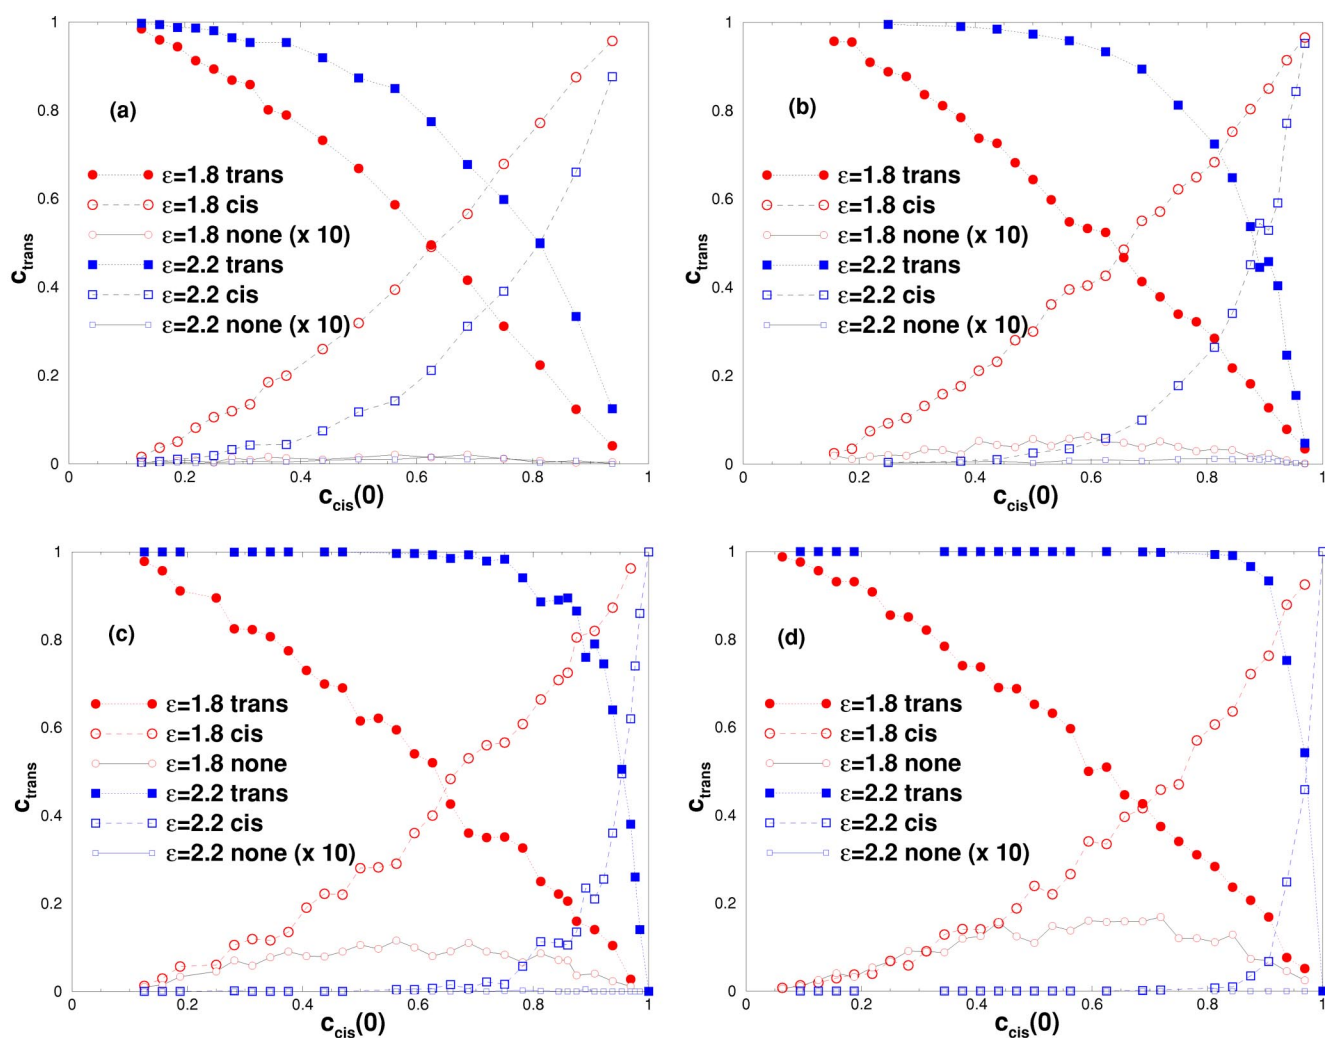 1
0.8
0.6
0.4
0.2
0
(a)
ε=1.8 trans
ε=1.8 cis
ε=1.8 none (x 10)
ε=2.2 trans
ε=2.2 cis
ε=2.2 none (x 10)
c_trans
0 0.2 0.4 0.6 0.8 1
c_cis(0)
1
0.8
0.6
0.4
0.2
0
(b)
ε=1.8 trans
ε=1.8 cis
ε=1.8 none (x 10)
ε=2.2 trans
ε=2.2 cis
ε=2.2 none (x 10)
c_trans
0 0.2 0.4 0.6 0.8 1
c_cis(0)
1
0.8
0.6
0.4
0.2
0
(c)
ε=1.8 trans
ε=1.8 cis
ε=1.8 none
ε=2.2 trans
ε=2.2 cis
ε=2.2 none (x 10)
c_trans
0 0.2 0.4 0.6 0.8 1
c_cis(0)
1
0.8
0.6
0.4
0.2
0
(d)
ε=1.8 trans
ε=1.8 cis
ε=1.8 none
ε=2.2 trans
ε=2.2 cis
ε=2.2 none (x 10)
c_trans
0 0.2 0.4 0.6 0.8 1
c_cis(0)